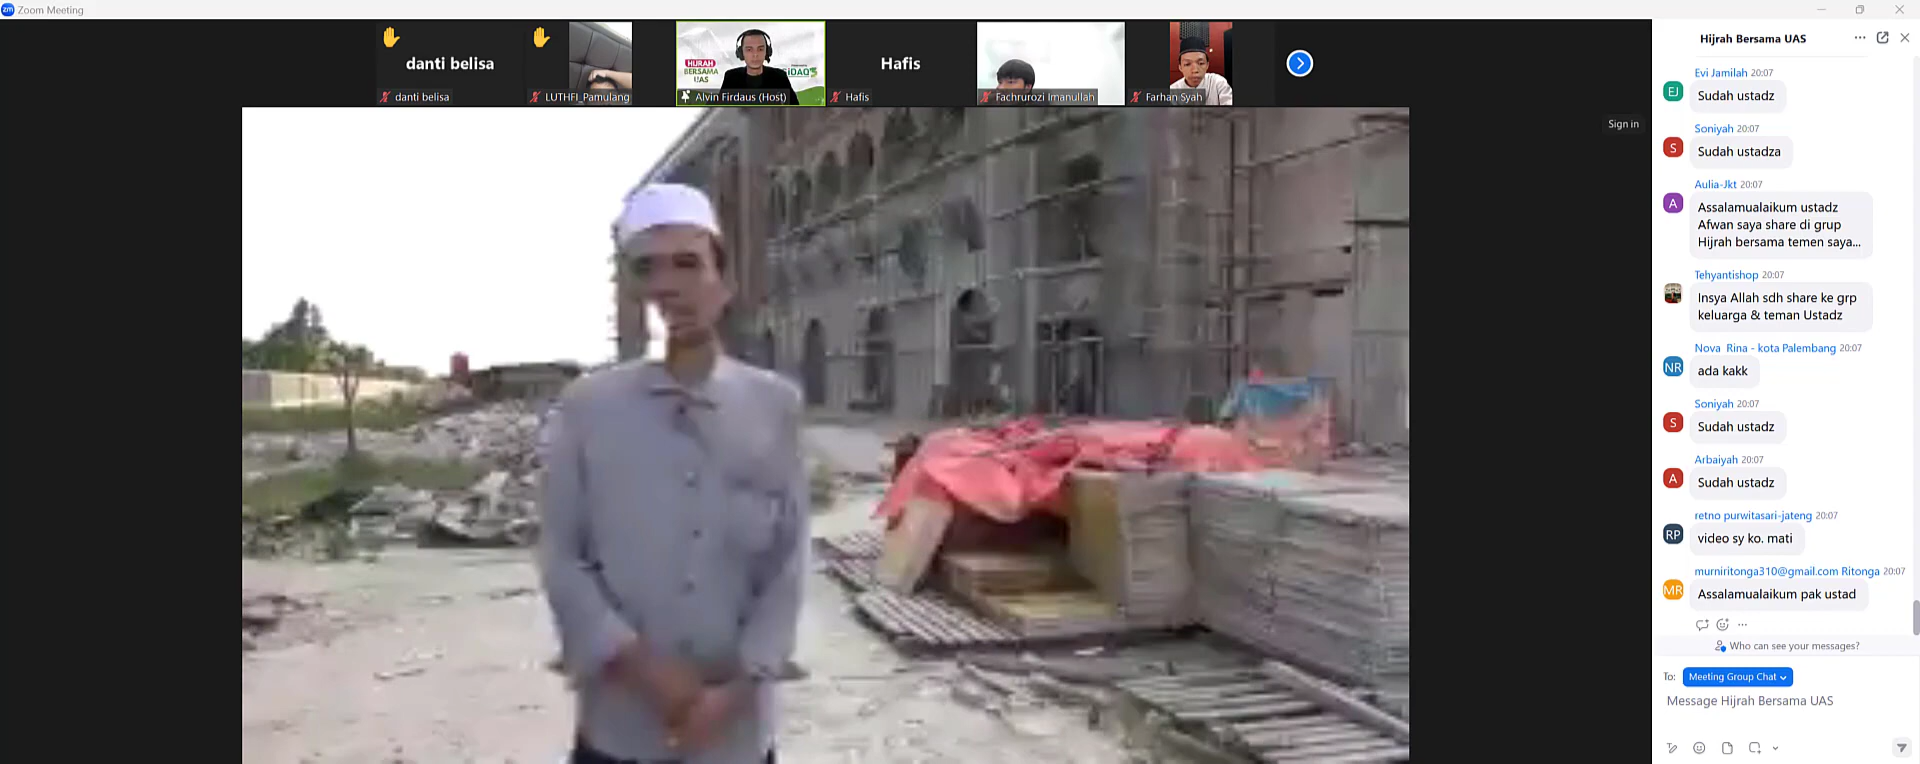 Zoom Meeting
danti belisa
danti belisa
LUTHFI_Pamulang
HIJRAH
BERSAMA
UAS
SIDAQ
Alvin Firdaus (Host)
Hafis
Hafis
Fachrurozi Imanullah
Farhan Syah
Sign in
Hijrah Bersama UAS
Evi Jamilah 20:07
EJ
Sudah ustadz
Soniyah 20:07
S
Sudah ustadza
Aulia-Jkt 20:07
A
Assalamualaikum ustadz
Afwan saya share di grup
Hijrah bersama temen saya...
Tehyantishop 20:07
Insya Allah sdh share ke grp
keluarga & teman Ustadz
Nova Rina - kota Palembang 20:07
NR
ada kakk
Soniyah 20:07
S
Sudah ustadz
Arbaiyah 20:07
A
Sudah ustadz
retno purwitasari-jateng 20:07
RP
video sy ko. mati
murniritonga310@gmail.com Ritonga 20:07
MR
Assalamualaikum pak ustad
Who can see your messages?
To: Meeting Group Chat
Message Hijrah Bersama UAS